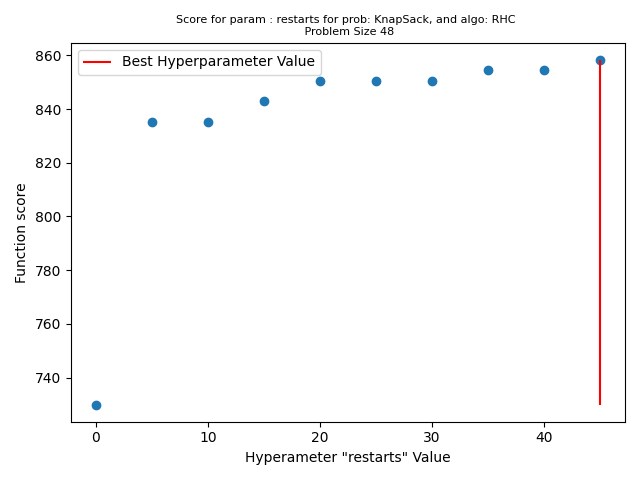 Score for param : restarts for prob: KnapSack, and algo: RHC
Problem Size 48
Best Hyperparameter Value
Function score
860
840
820
800
780
760
740
0 10 20 30 40
Hyperameter "restarts" Value